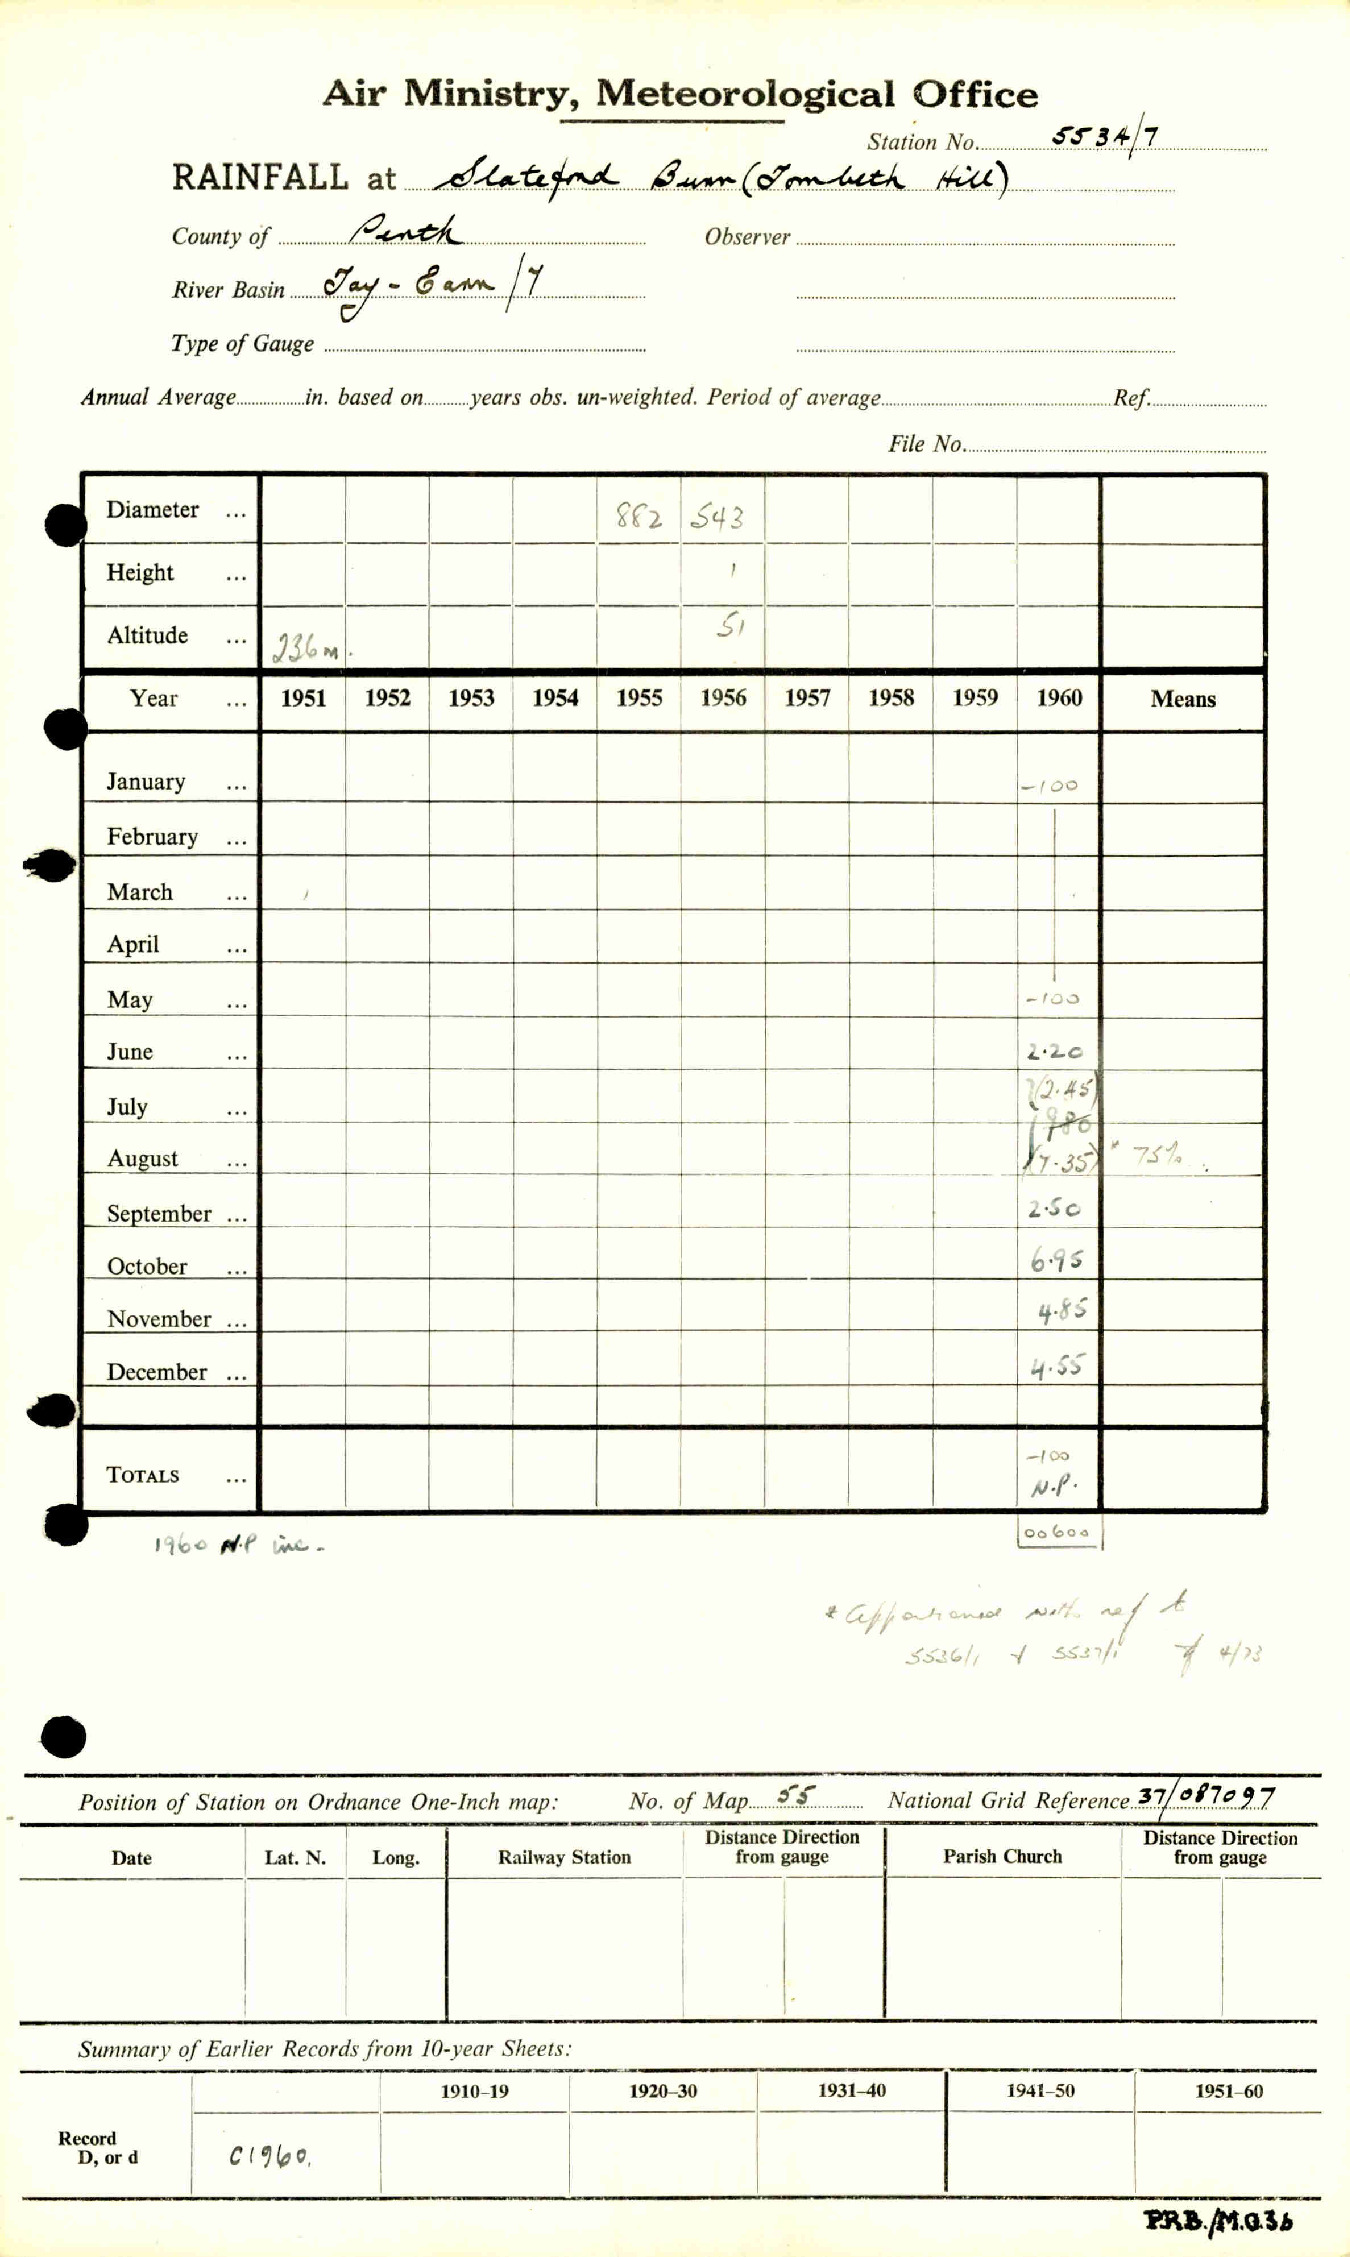 Air Ministry, Meteorological Office
Station No. 5534/7
RAINFALL at Slateford Burn (Tombeth Hill)
County of Perth Observer
River Basin Tay - Earn /7
Type of Gauge
Annual Average in. based on years obs. un-weighted. Period of average Ref.
File No.
Diameter ... 882 543
Height ... 1
Altitude ... 236m. 51
Year ... 1951 1952 1953 1954 1955 1956 1957 1958 1959 1960 Means
January ... -100
February ...
March ...
April ...
May ... -100
June ... 2.20
July ... (2.45)
980
August ... (7.35) * 75%
September ... 2.50
October ... 6.95
November ... 4.85
December ... 4.55
TOTALS ... -100
N.P.
00600
1960 N.P inc.
* Apportioned with ref to
5536/1 & 5537/1 4/73
Position of Station on Ordnance One-Inch map: No. of Map 55 National Grid Reference 37/087097
Date Lat. N. Long. Railway Station Distance Direction from gauge Parish Church Distance Direction from gauge
Summary of Earlier Records from 10-year Sheets:
1910–19 1920–30 1931–40 1941–50 1951–60
Record
D, or d C1960.
P.R.B./M.O.36